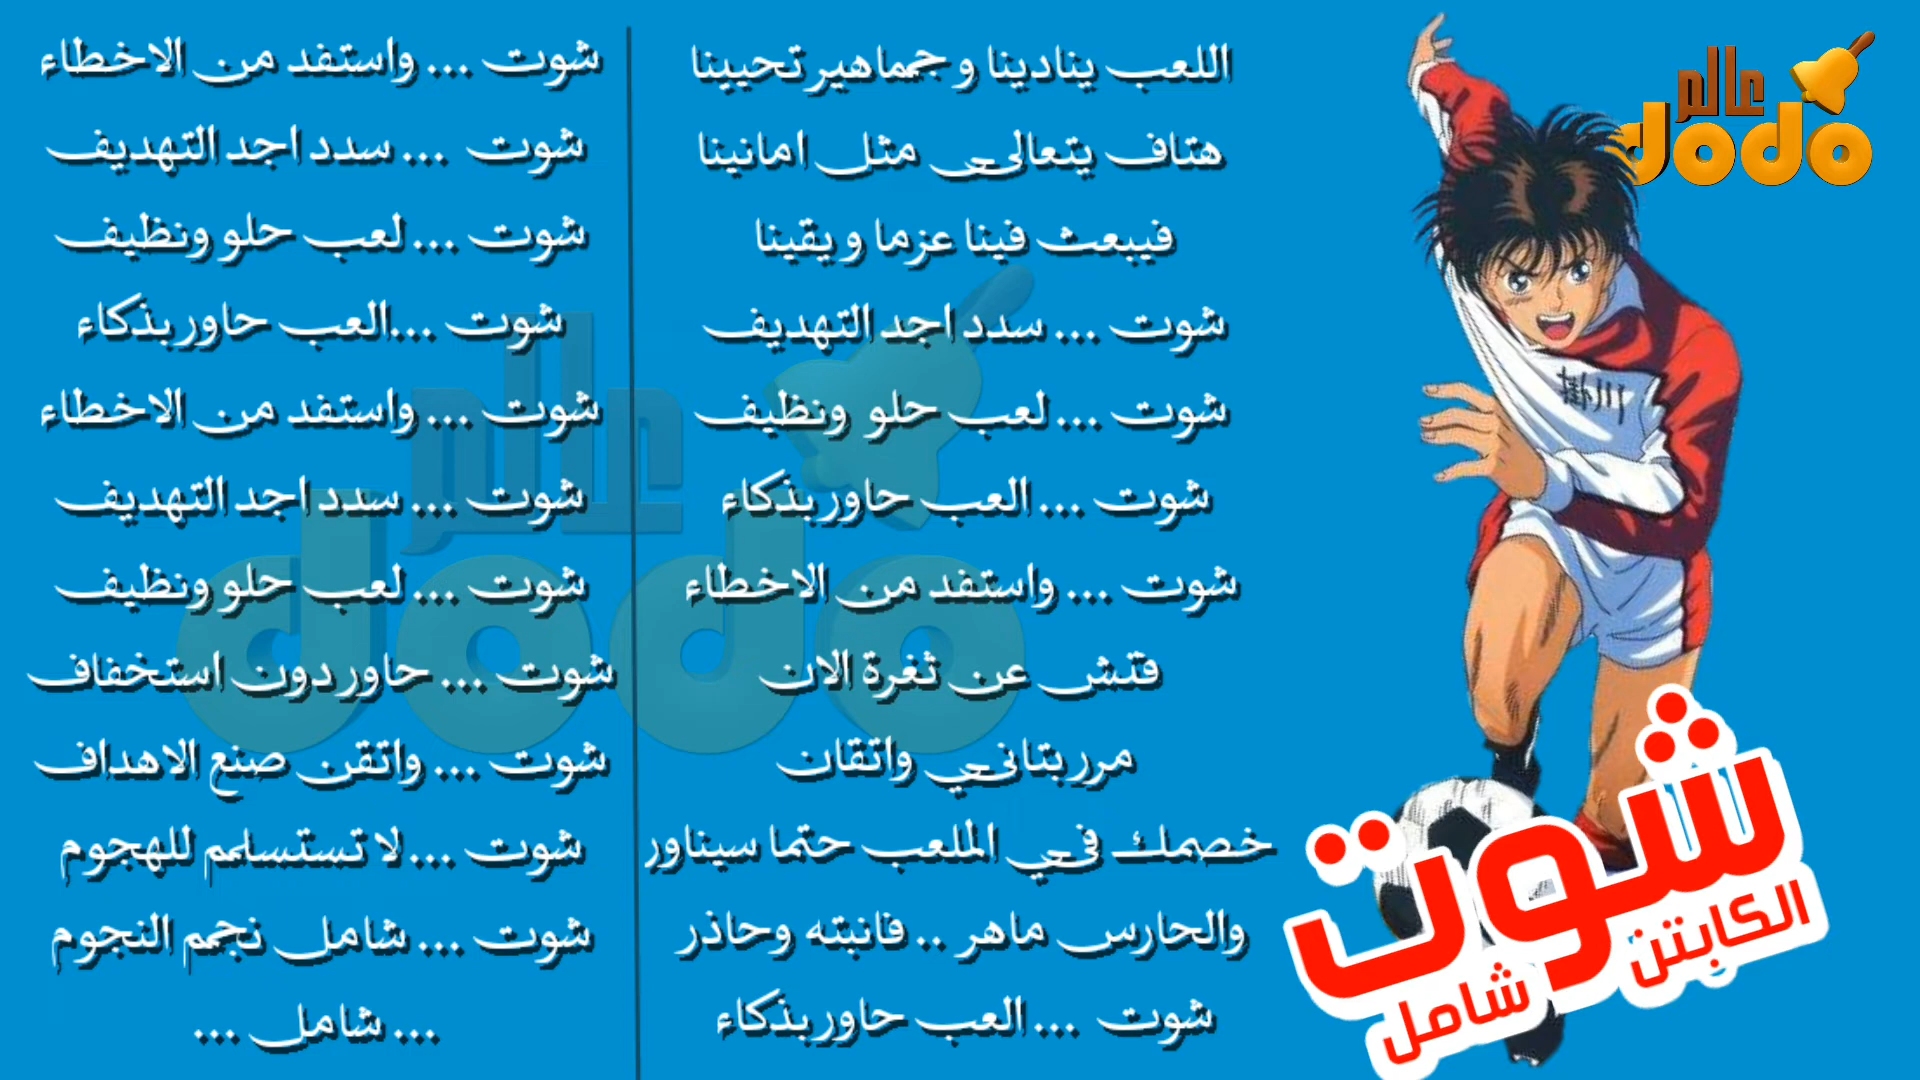 اللعب ينادينا و جماهير تحيينا
هتاف يتعالى مثل امانينا
فيبعث فينا عزما و يقينا
شوت ... سدد اجد التهديف
شوت ... لعب حلو ونظيف
شوت ... العب حاور بذكاء
شوت ... واستفد من الاخطاء
فتش عن ثغرة الان
مرر بتاني واتقان
خصمك في الملعب حتما سيناور
والحارس ماهر .. فانبته وحاذر
شوت ... العب حاور بذكاء
شوت ... واستفد من الاخطاء
شوت ... سدد اجد التهديف
شوت ... لعب حلو ونظيف
شوت ...العب حاور بذكاء
شوت ... واستفد من الاخطاء
شوت ... سدد اجد التهديف
شوت ... لعب حلو ونظيف
شوت ... حاور دون استخفاف
شوت ... واتقن صنع الاهداف
شوت ... لا تستسلم للهجوم
شوت ... شامل نجم النجوم
... شامل ...
عالم
dodo
掛川
شوت
الكابتن شامل
عالم
dodo